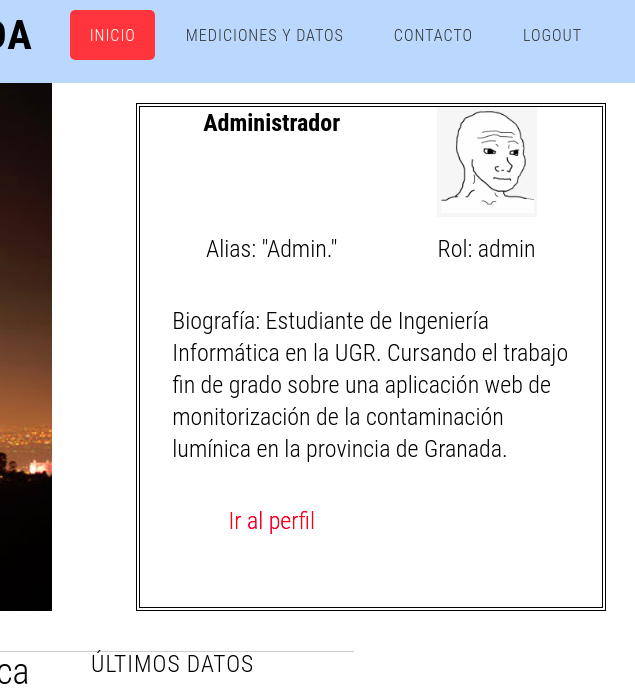 DA
INICIO
MEDICIONES Y DATOS
CONTACTO
LOGOUT
Administrador
Alias: "Admin."
Rol: admin
Biografía: Estudiante de Ingeniería
Informática en la UGR. Cursando el trabajo
fin de grado sobre una aplicación web de
monitorización de la contaminación
lumínica en la provincia de Granada.
Ir al perfil
ca
ÚLTIMOS DATOS